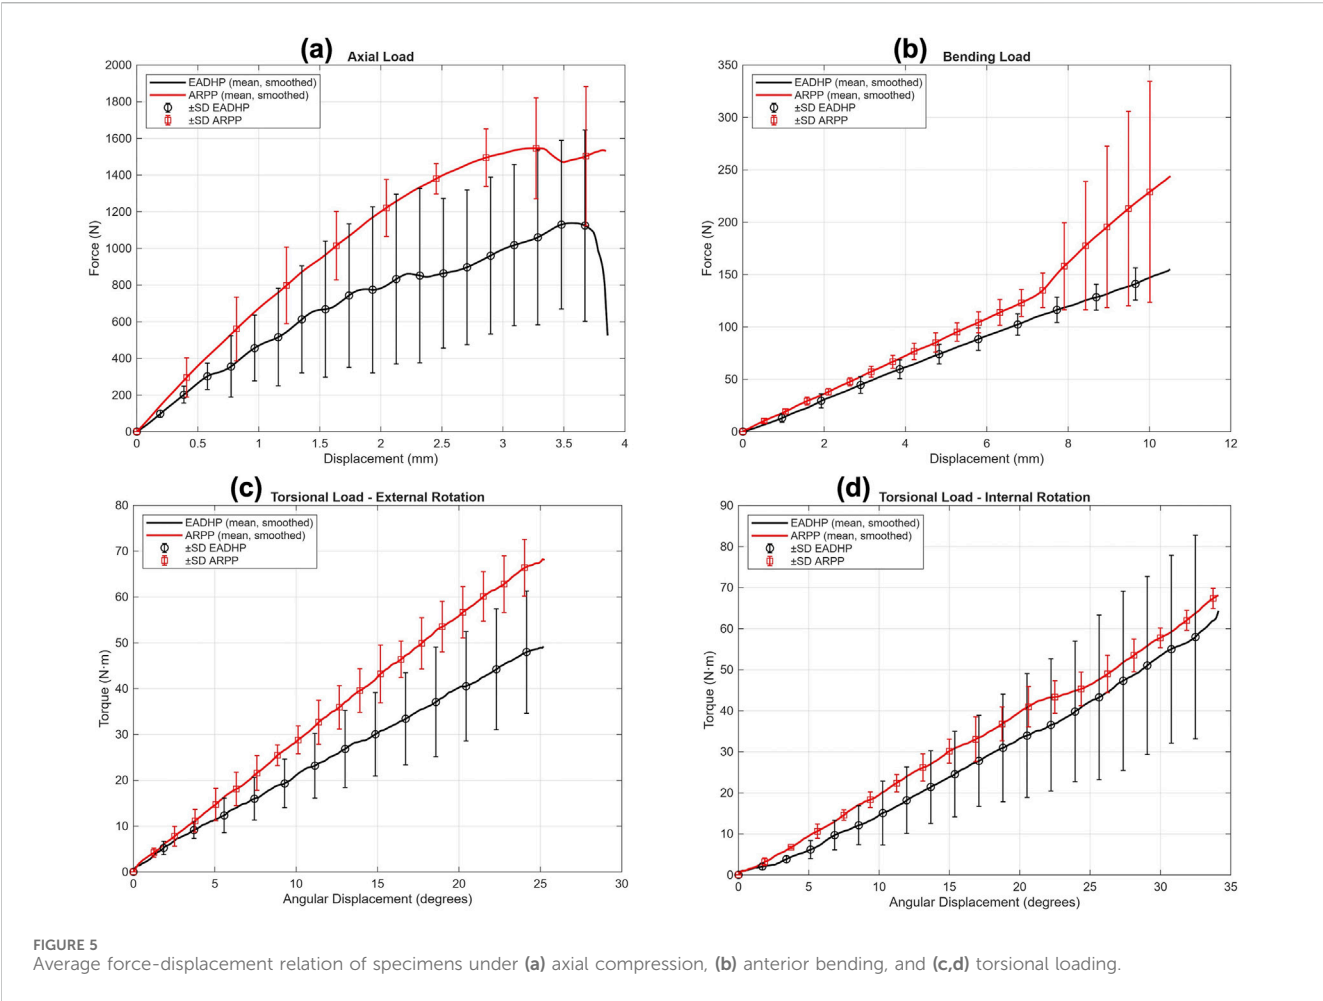 (a)
Axial Load
2000
1800
1600
1400
1200
1000
800
600
400
200
0
Force (N)
EADHP (mean, smoothed)
ARPP (mean, smoothed)
±SD EADHP
±SD ARPP
0 0.5 1 1.5 2 2.5 3 3.5 4
Displacement (mm)
(b)
Bending Load
350
300
250
200
150
100
50
0
Force (N)
EADHP (mean, smoothed)
ARPP (mean, smoothed)
±SD EADHP
±SD ARPP
0 2 4 6 8 10 12
Displacement (mm)
(c)
Torsional Load - External Rotation
80
70
60
50
40
30
20
10
0
Torque (N·m)
EADHP (mean, smoothed)
ARPP (mean, smoothed)
±SD EADHP
±SD ARPP
0 5 10 15 20 25 30
Angular Displacement (degrees)
(d)
Torsional Load - Internal Rotation
90
80
70
60
50
40
30
20
10
0
Torque (N·m)
EADHP (mean, smoothed)
ARPP (mean, smoothed)
±SD EADHP
±SD ARPP
0 5 10 15 20 25 30 35
Angular Displacement (degrees)
FIGURE 5
Average force-displacement relation of specimens under (a) axial compression, (b) anterior bending, and (c,d) torsional loading.